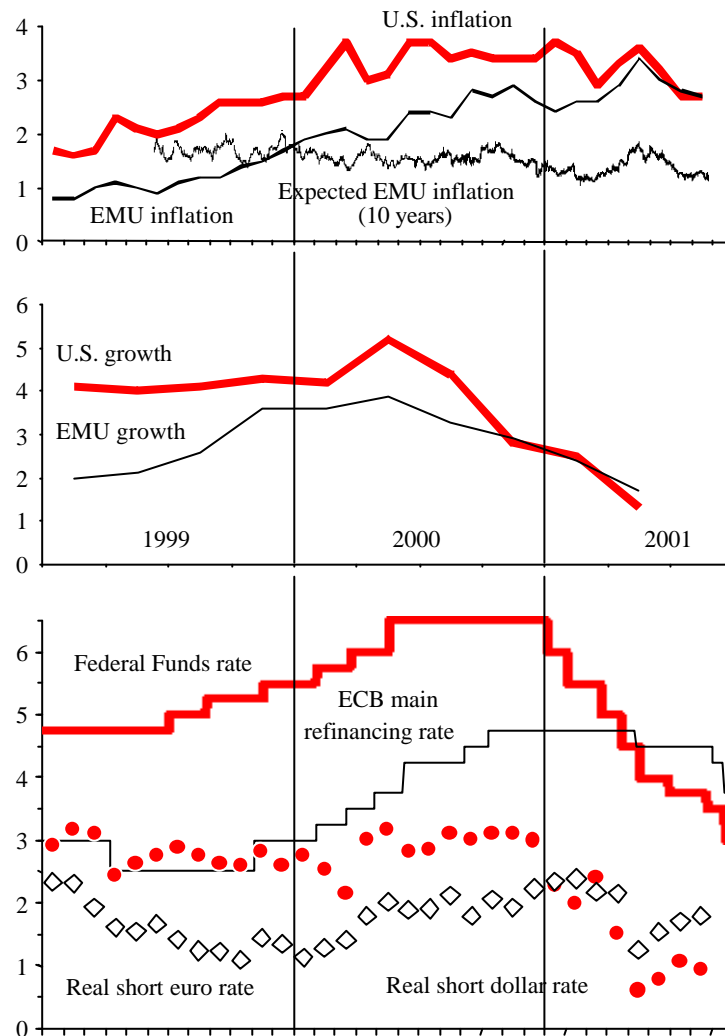 4
U.S. inflation
3
2
1
Expected EMU inflation
EMU inflation
(10 years)
0
6
5
U.S. growth
4
3
EMU growth
2
1
1999
2000
2001
0
Federal Funds rate
6
ECB main
refinancing rate
5
4
3
2
1
Real short euro rate
Real short dollar rate
0